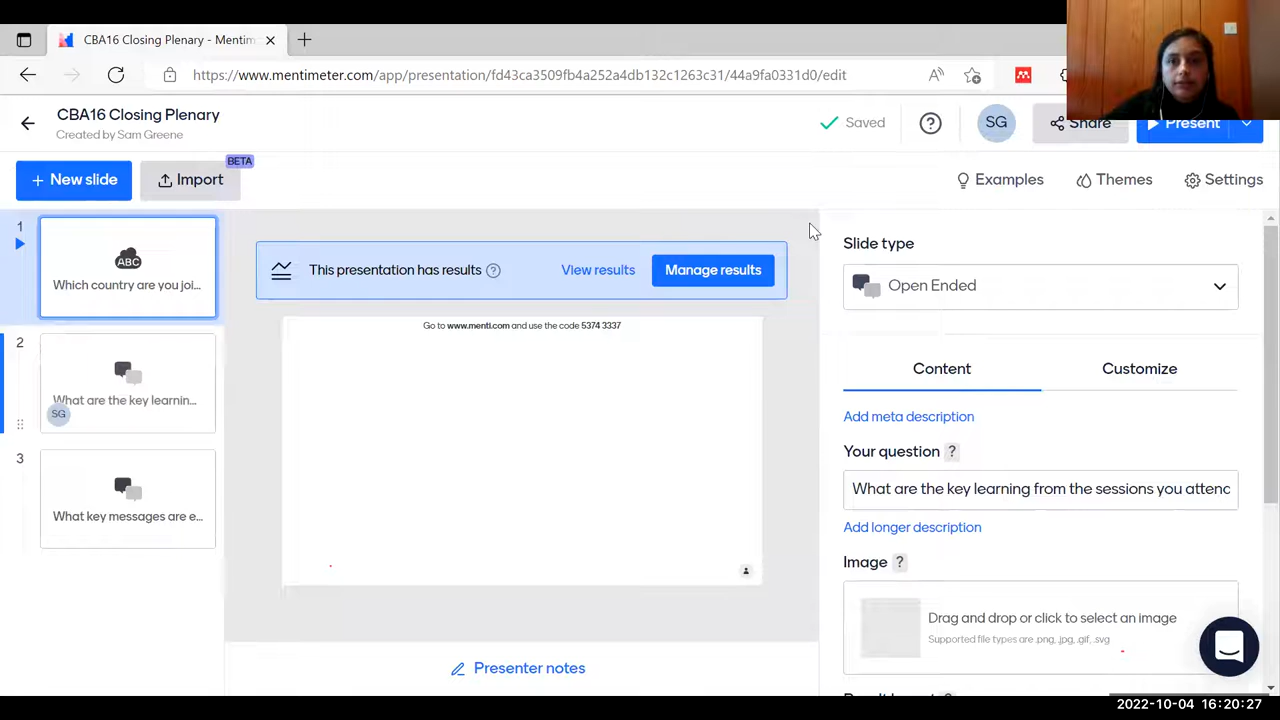 CBA16 Closing Plenary - Mentim
https://www.mentimeter.com/app/presentation/fd43ca3509fb4a252a4db132c1263c31/44a9fa0331d0/edit
CBA16 Closing Plenary
Created by Sam Greene
Saved
SG
Share
Present
New slide
Import
BETA
Examples
Themes
Settings
1
ABC
Which country are you joi...
2
What are the key learnin...
SG
3
What key messages are e...
This presentation has results
View results
Manage results
Go to www.menti.com and use the code 5374 3337
Presenter notes
Slide type
Open Ended
Content
Customize
Add meta description
Your question ?
What are the key learning from the sessions you attend
Add longer description
Image ?
Drag and drop or click to select an image
Supported file types are .png, .jpg, .gif, .svg
2022-10-04 16:20:27